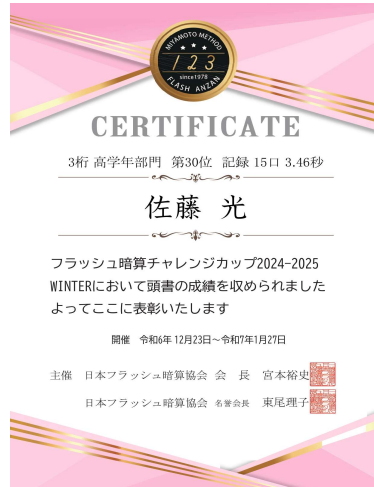 MIYAMOTO METHOD
123
since1978
FLASH ANZAN
CERTIFICATE
3桁 高学年部門 第30位 記録 15口 3.46秒
佐藤 光
フラッシュ暗算チャレンジカップ2024-2025
WINTERにおいて頭書の成績を収められました
よってここに表彰いたします
開催 令和6年12月23日～令和7年1月27日
主催 日本フラッシュ暗算協会 会 長 宮本裕史
日本フラッシュ暗算協会 名誉会長 東尾理子